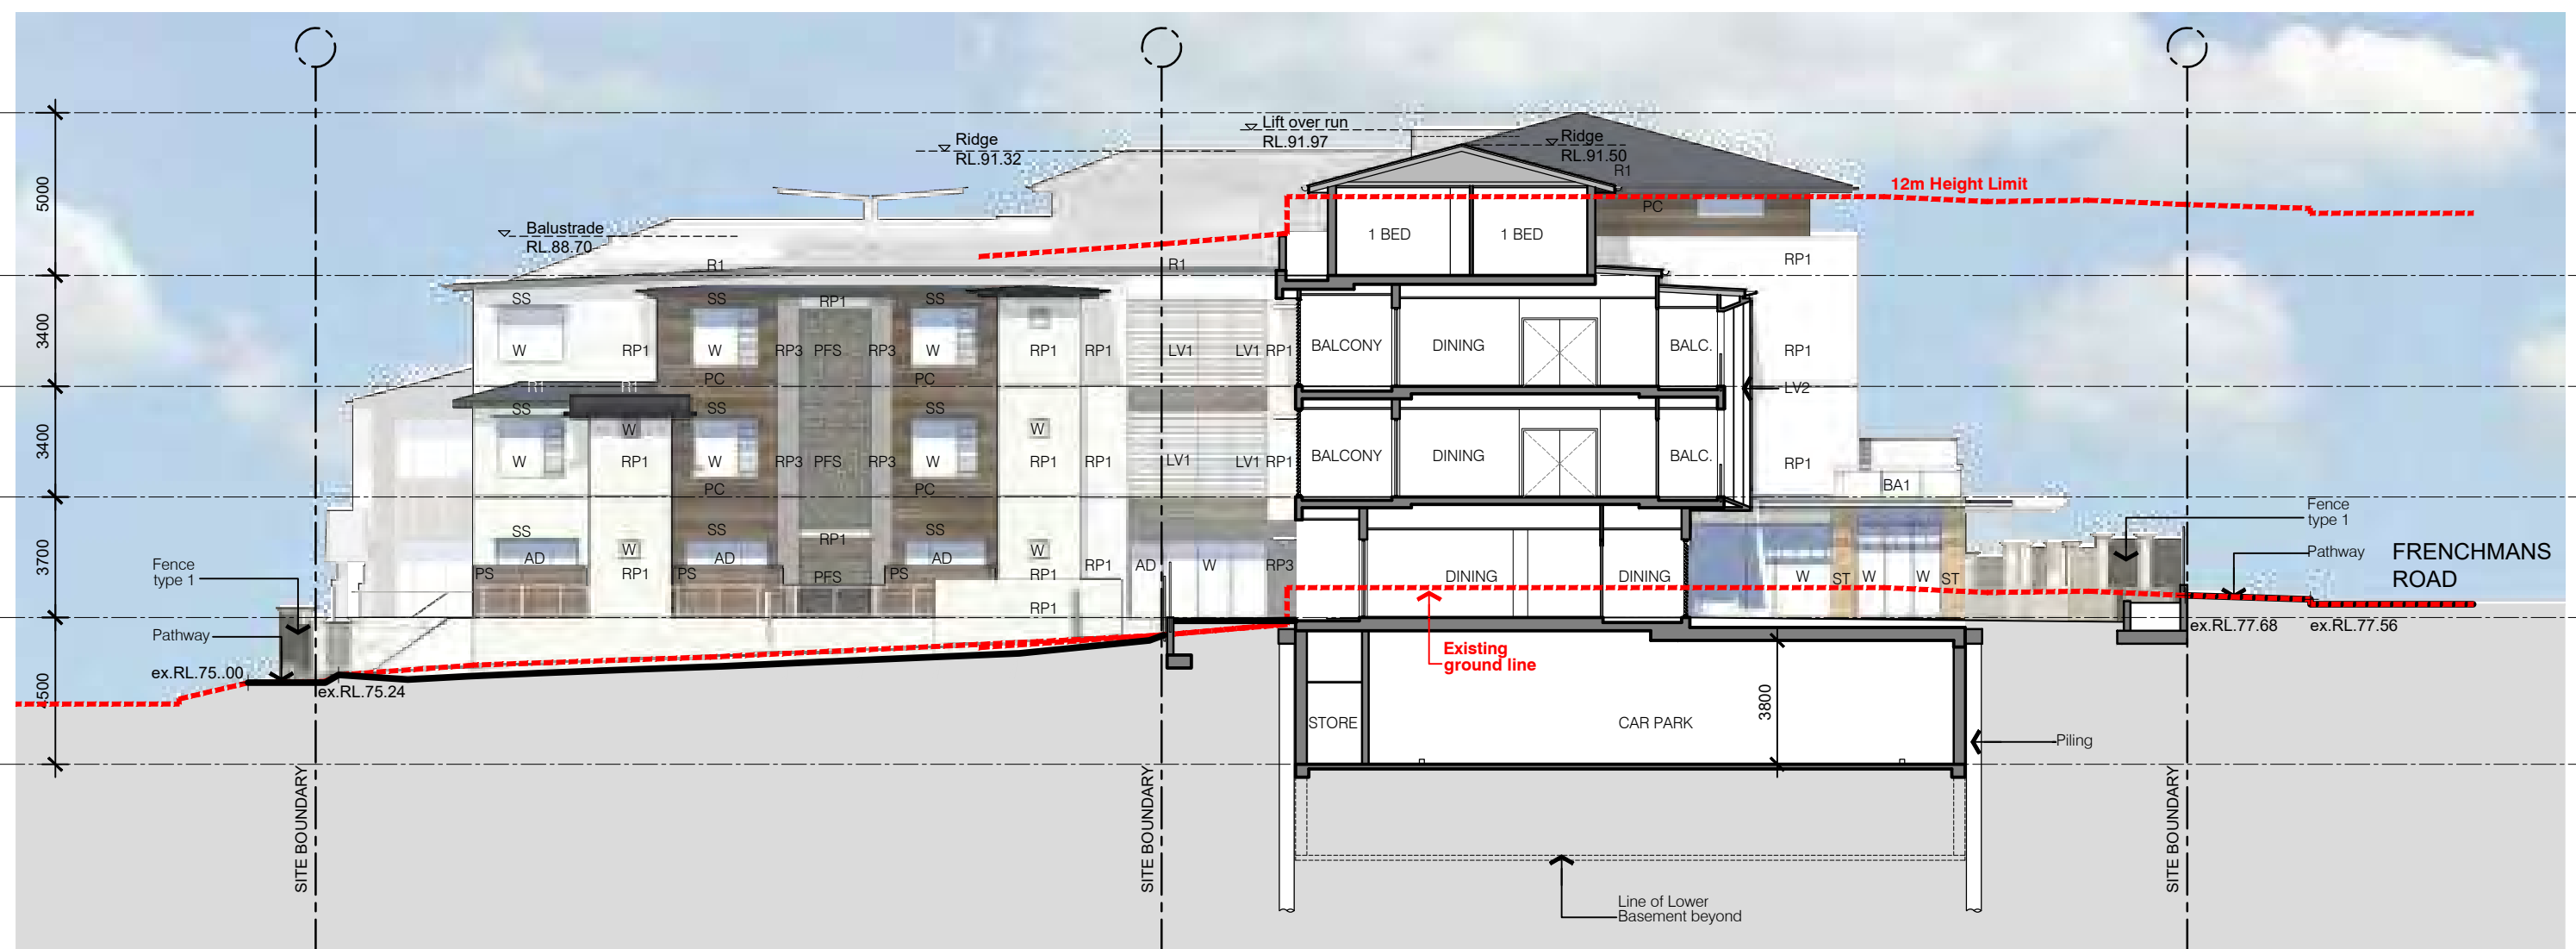 Lift over run
RL.91.97
Ridge
RL.91.32
Ridge
RL.91.50
R1
12m Height Limit
5000
PC
Balustrade
RL.88.70
1 BED
1 BED
R1
R1
RP1
SS
SS
RP1
SS
3400
W
RP1
W
RP3
PFS
RP3
W
RP1
RP1
LV1
LV1
RP1
BALCONY
DINING
BALC.
RP1
PC
PC
R1
R1
LV2
SS
SS
SS
W
W
3400
W
RP1
W
RP3
PFS
RP3
W
RP1
RP1
LV1
LV1
RP1
BALCONY
DINING
BALC.
RP1
PC
PC
BA1
Fence
type 1
SS
SS
SS
RP1
W
W
3700
Fence
type 1
AD
AD
AD
RP1
AD
W
RP3
Pathway
FRENCHMANS
ROAD
PS
RP1
PS
PFS
PS
RP1
DINING
DINING
W
ST
W
W
ST
RP1
Pathway
ex.RL.77.68
ex.RL.77.56
Existing
ground line
ex.RL.75..00
ex.RL.75.24
4500
3800
STORE
CAR PARK
Piling
SITE BOUNDARY
SITE BOUNDARY
SITE BOUNDARY
Line of Lower
Basement beyond